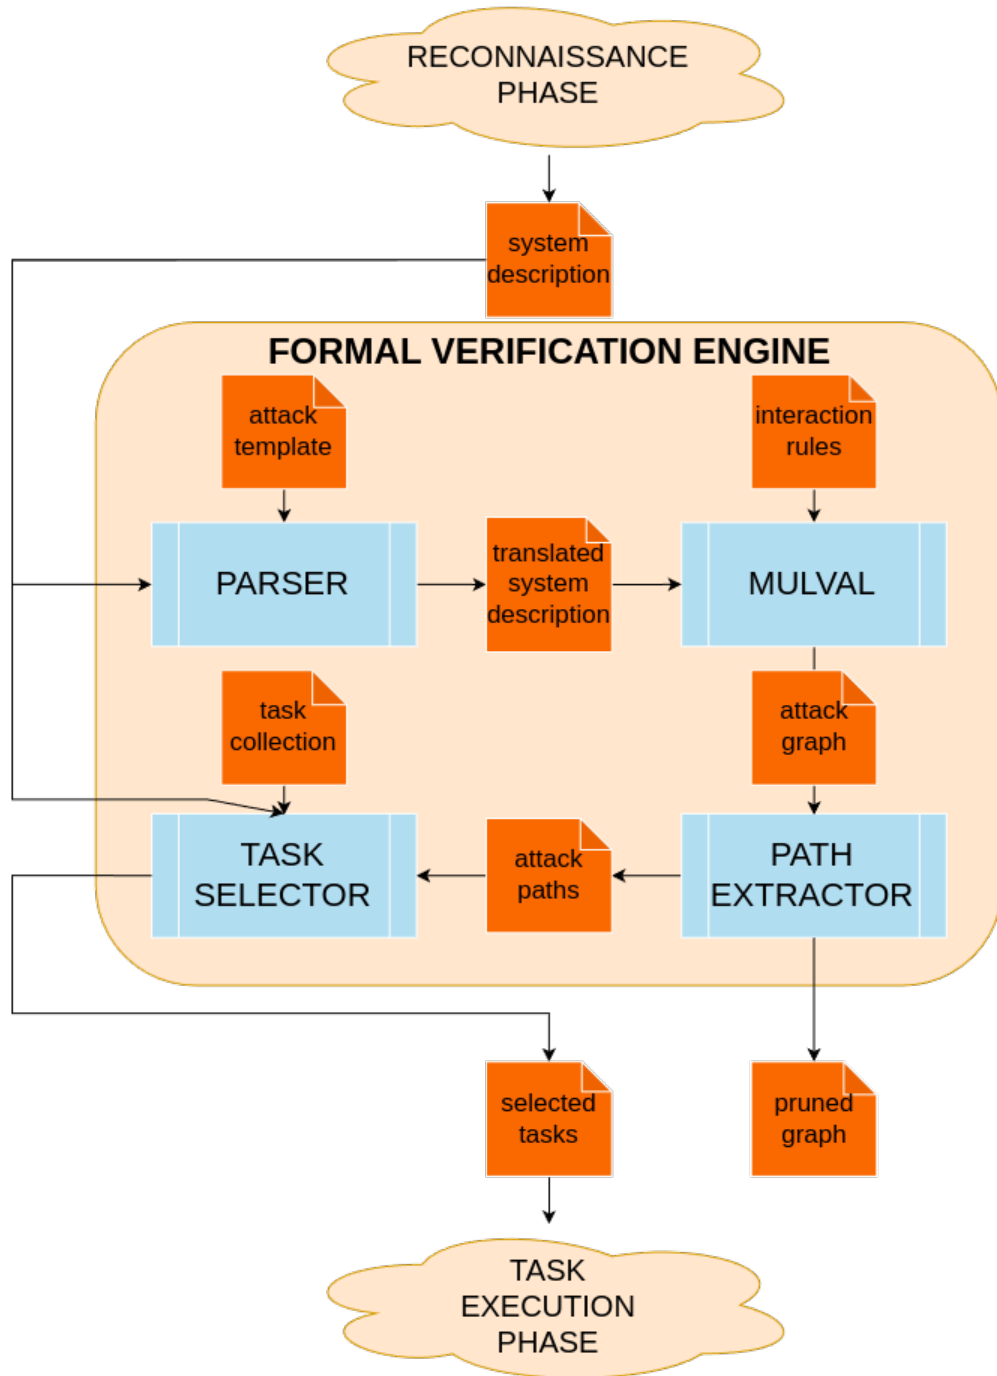 RECONNAISSANCE
PHASE
system
description
FORMAL VERIFICATION ENGINE
attack
template
interaction
rules
PARSER
translated
system
description
MULVAL
task
collection
attack
graph
TASK
SELECTOR
attack
paths
PATH
EXTRACTOR
selected
tasks
pruned
graph
TASK
EXECUTION
PHASE